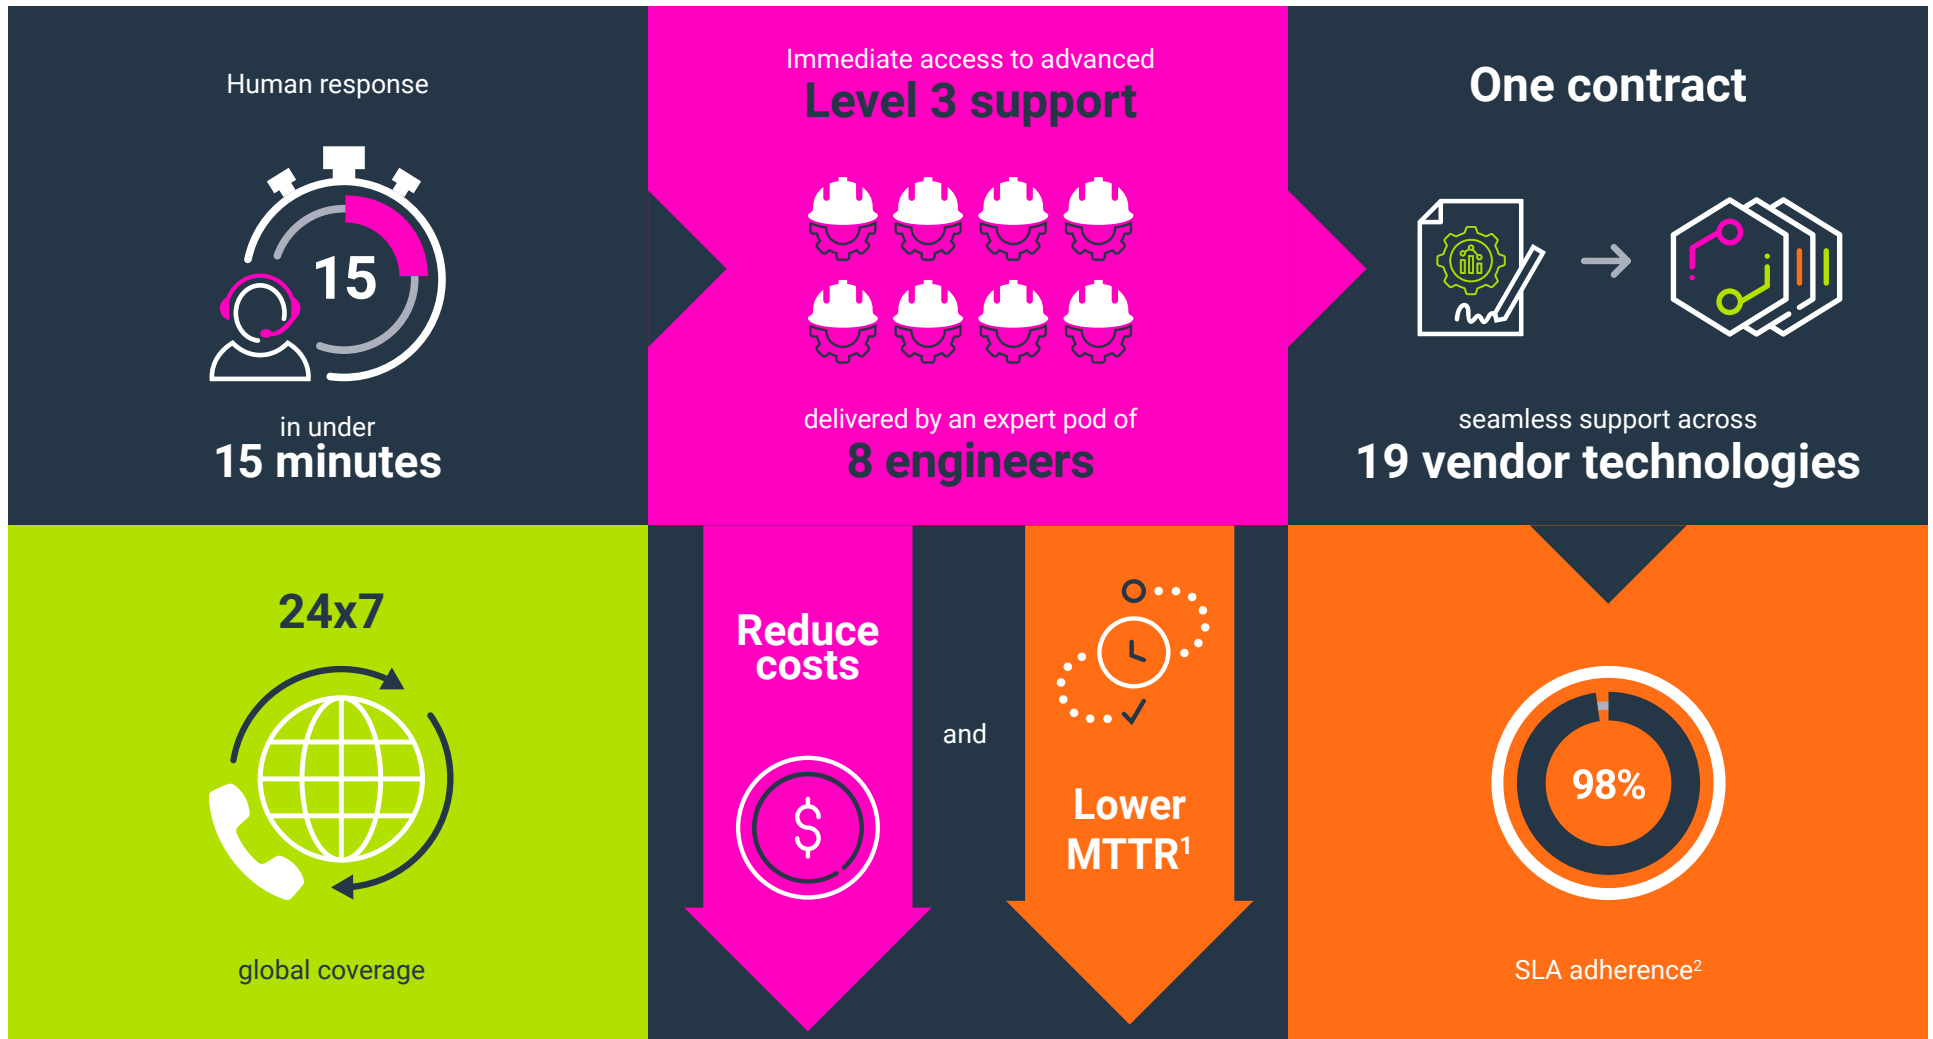 Human response
15
in under
15 minutes
Immediate access to advanced
Level 3 support
delivered by an expert pod of
8 engineers
One contract
seamless support across
19 vendor technologies
24x7
global coverage
Reduce
costs
$
and
Lower
MTTR¹
98%
SLA adherence²